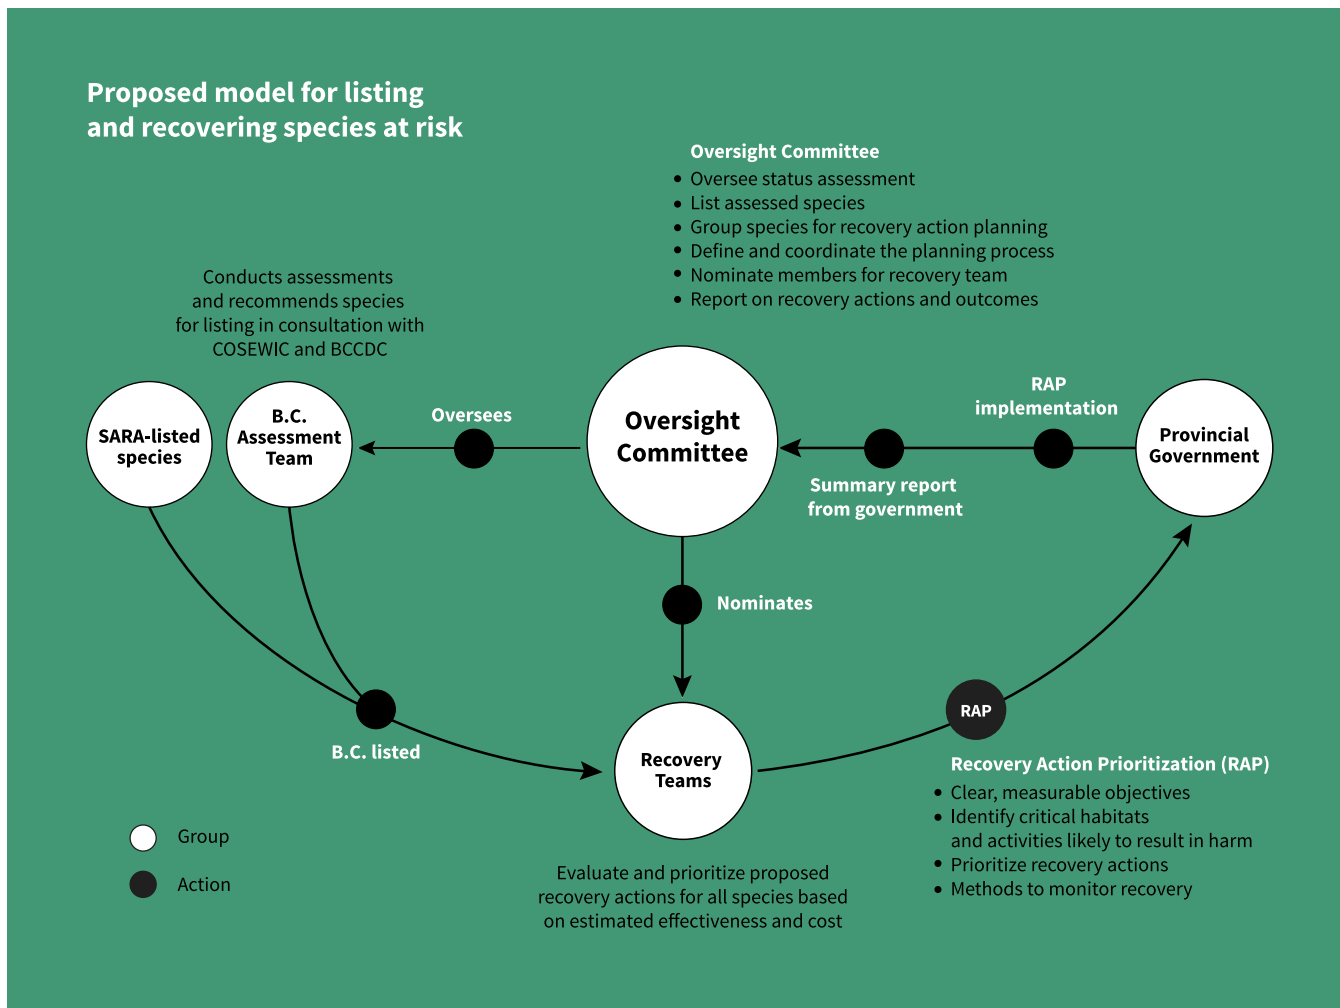 Proposed model for listing
and recovering species at risk
Oversight Committee
• Oversee status assessment
• List assessed species
• Group species for recovery action planning
• Define and coordinate the planning process
• Nominate members for recovery team
• Report on recovery actions and outcomes
Conducts assessments
and recommends species
for listing in consultation with
COSEWIC and BCCDC
SARA-listed
species
B.C.
Assessment
Team
Oversees
Oversight
Committee
RAP
implementation
Summary report
from government
Provincial
Government
Nominates
B.C. listed
Recovery
Teams
RAP
Recovery Action Prioritization (RAP)
• Clear, measurable objectives
• Identify critical habitats
and activities likely to result in harm
• Prioritize recovery actions
• Methods to monitor recovery
Group
Action
Evaluate and prioritize proposed
recovery actions for all species based
on estimated effectiveness and cost